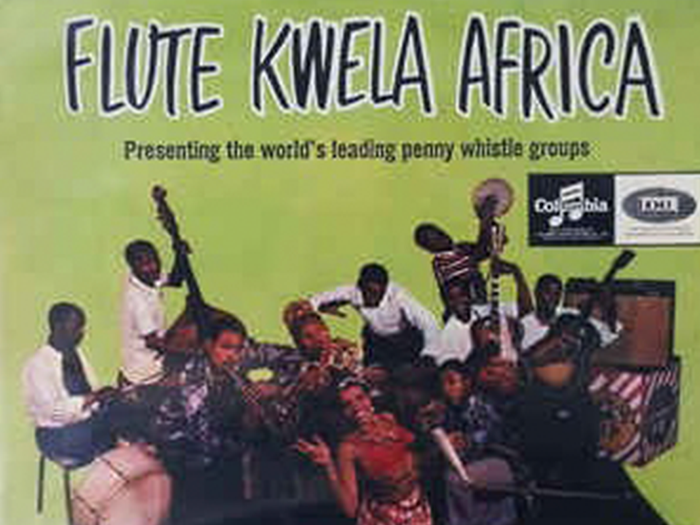 FLUTE KWELA AFRICA
Presenting the world's leading penny whistle groups
Columbia
EMI